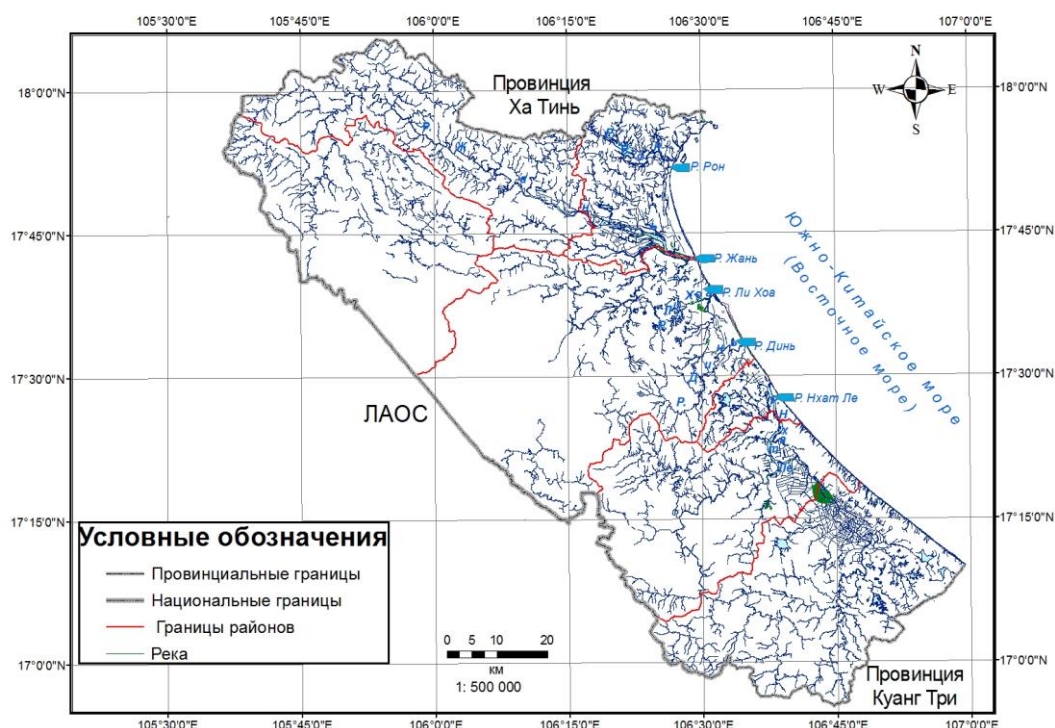 105°30'0"E 105°45'0"E 106°0'0"E 106°15'0"E 106°30'0"E 106°45'0"E 107°0'0"E
N
W E
S
18°0'0"N 18°0'0"N
Провинция
Ха Тинь
Р. Рон
17°45'0"N 17°45'0"N
Южно-Китайское море
(Восточное море)
Р. Жань
Р. Ли Хоа
Р. Динь
17°30'0"N 17°30'0"N
Р. Нхат Ле
ЛАОС
17°15'0"N 17°15'0"N
Условные обозначения
Провинциальные границы
Национальные границы
Границы районов
Река
0 5 10 20
км
1: 500 000
17°0'0"N 17°0'0"N
Провинция
Куанг Три
105°30'0"E 105°45'0"E 106°0'0"E 106°15'0"E 106°30'0"E 106°45'0"E 107°0'0"E